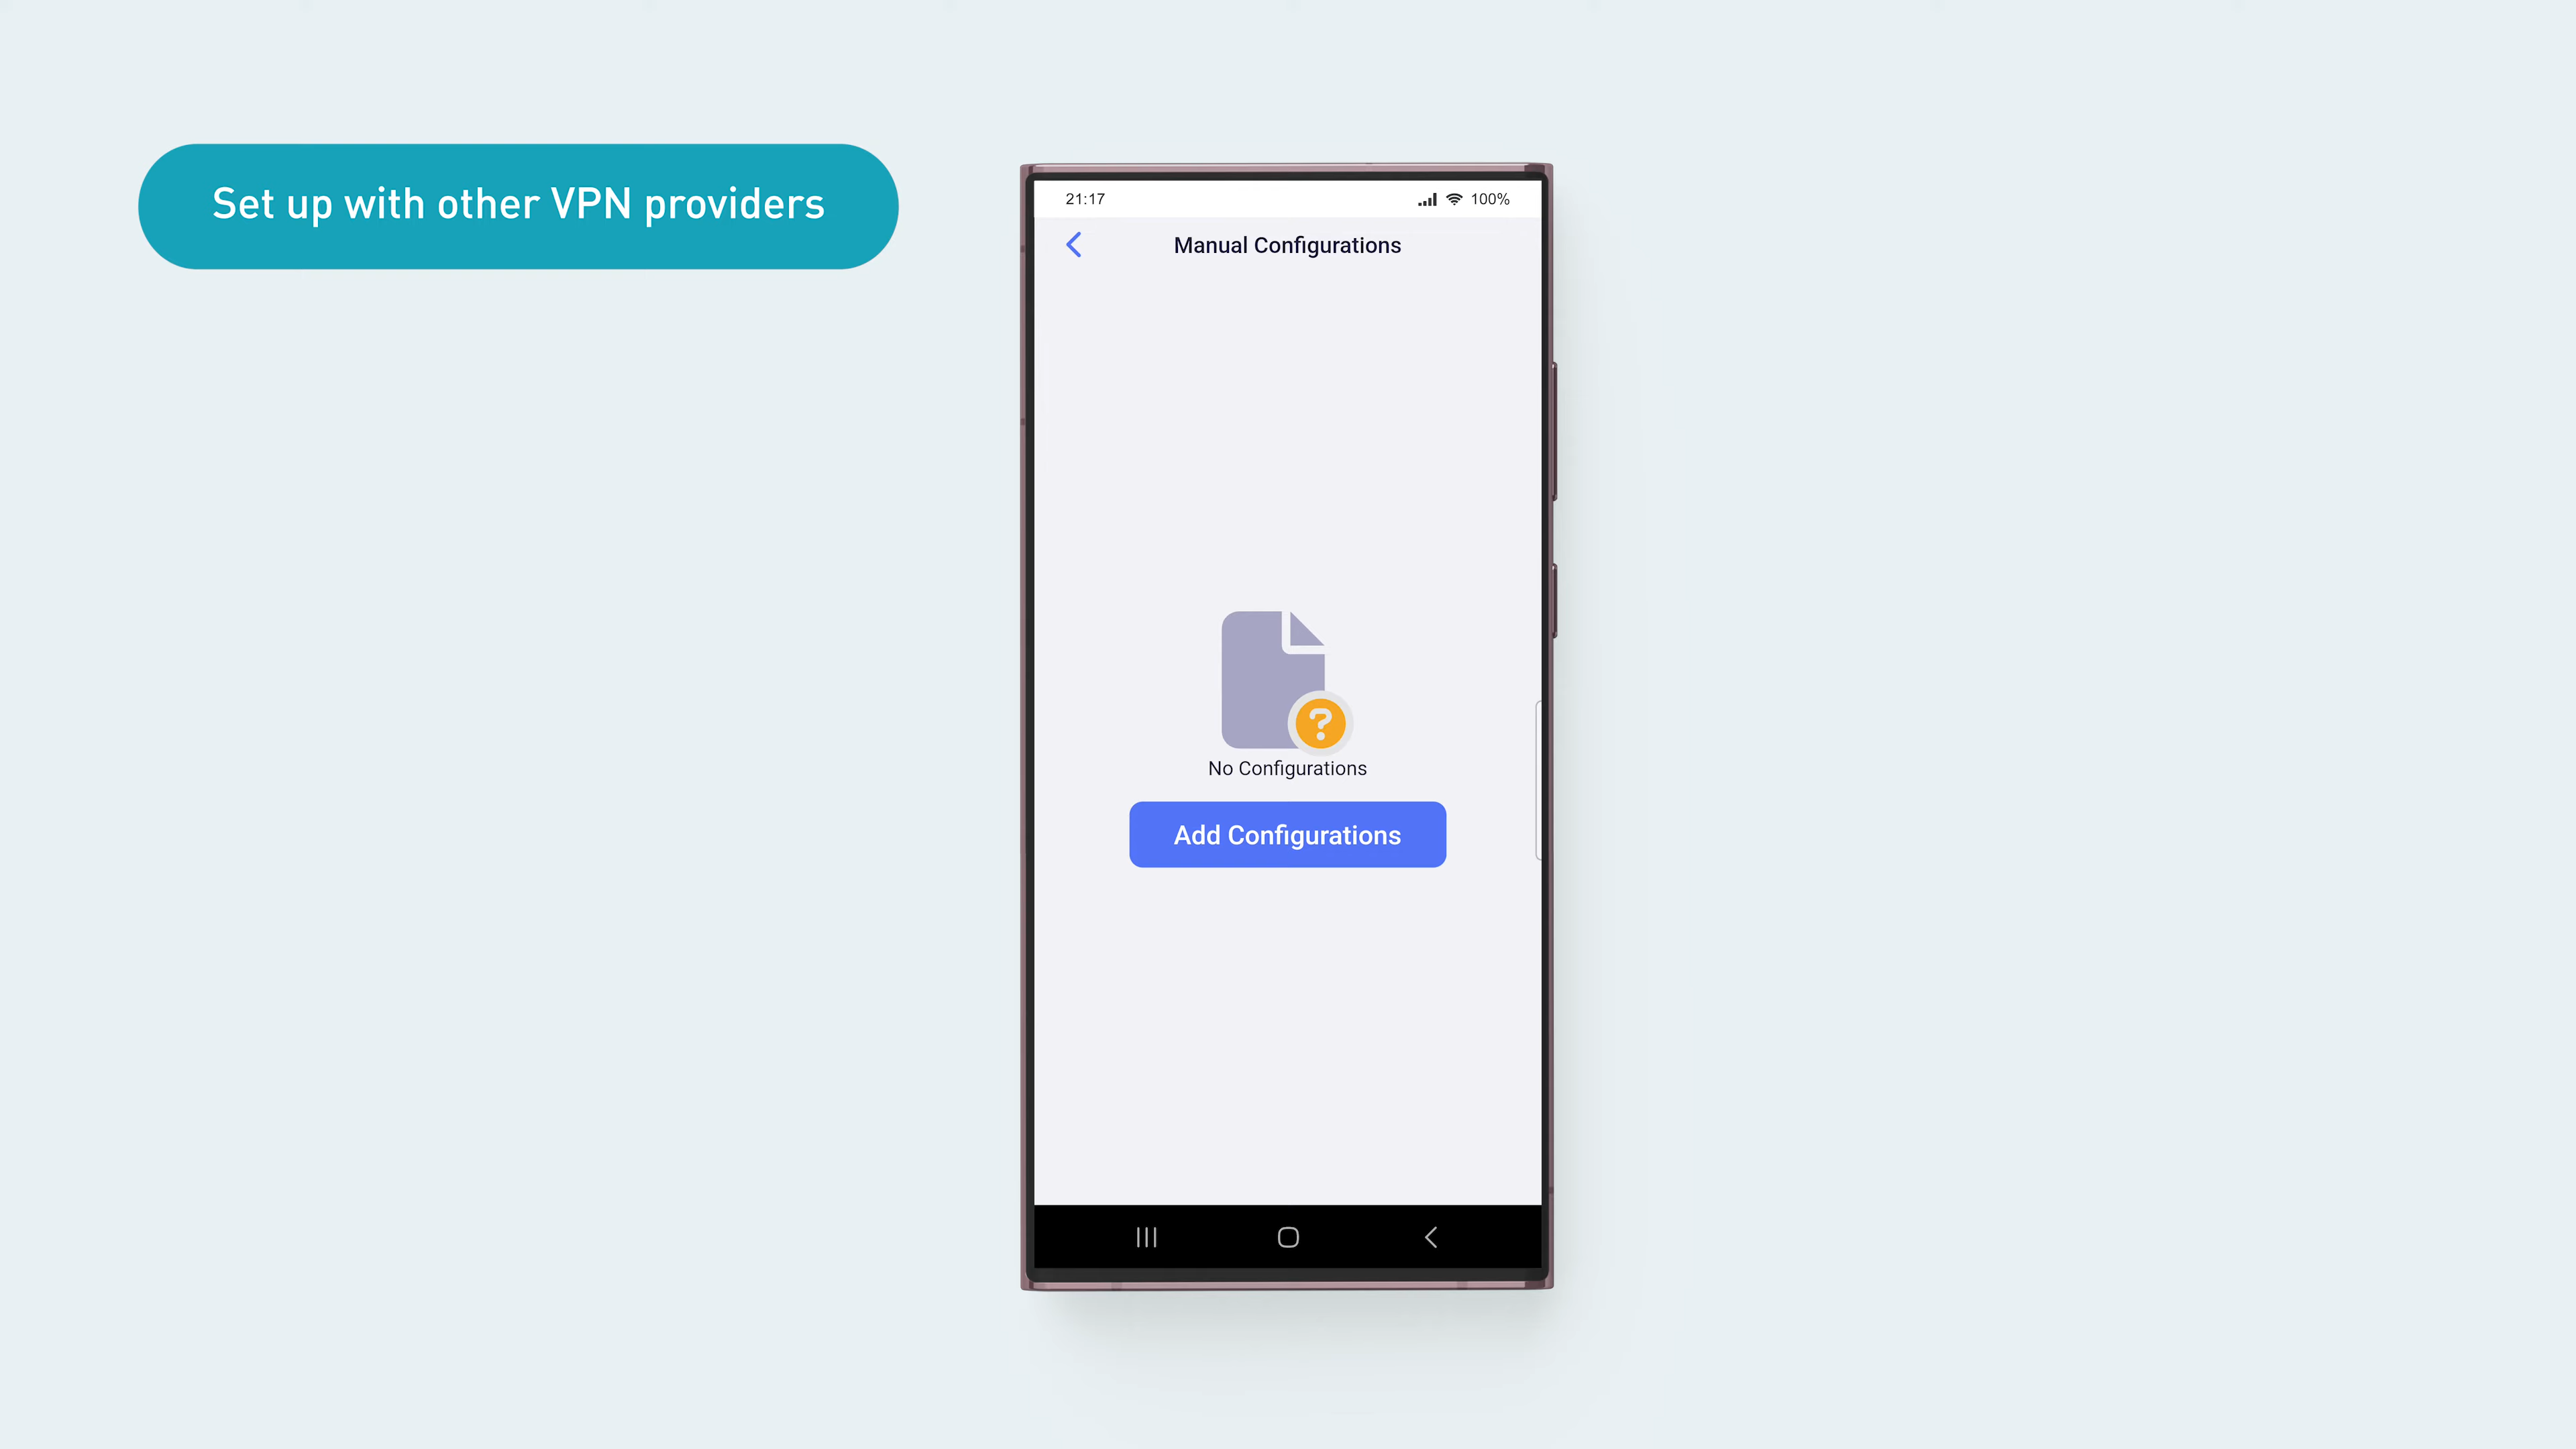 Set up with other VPN providers
21:17
100%
Manual Configurations
?
No Configurations
Add Configurations